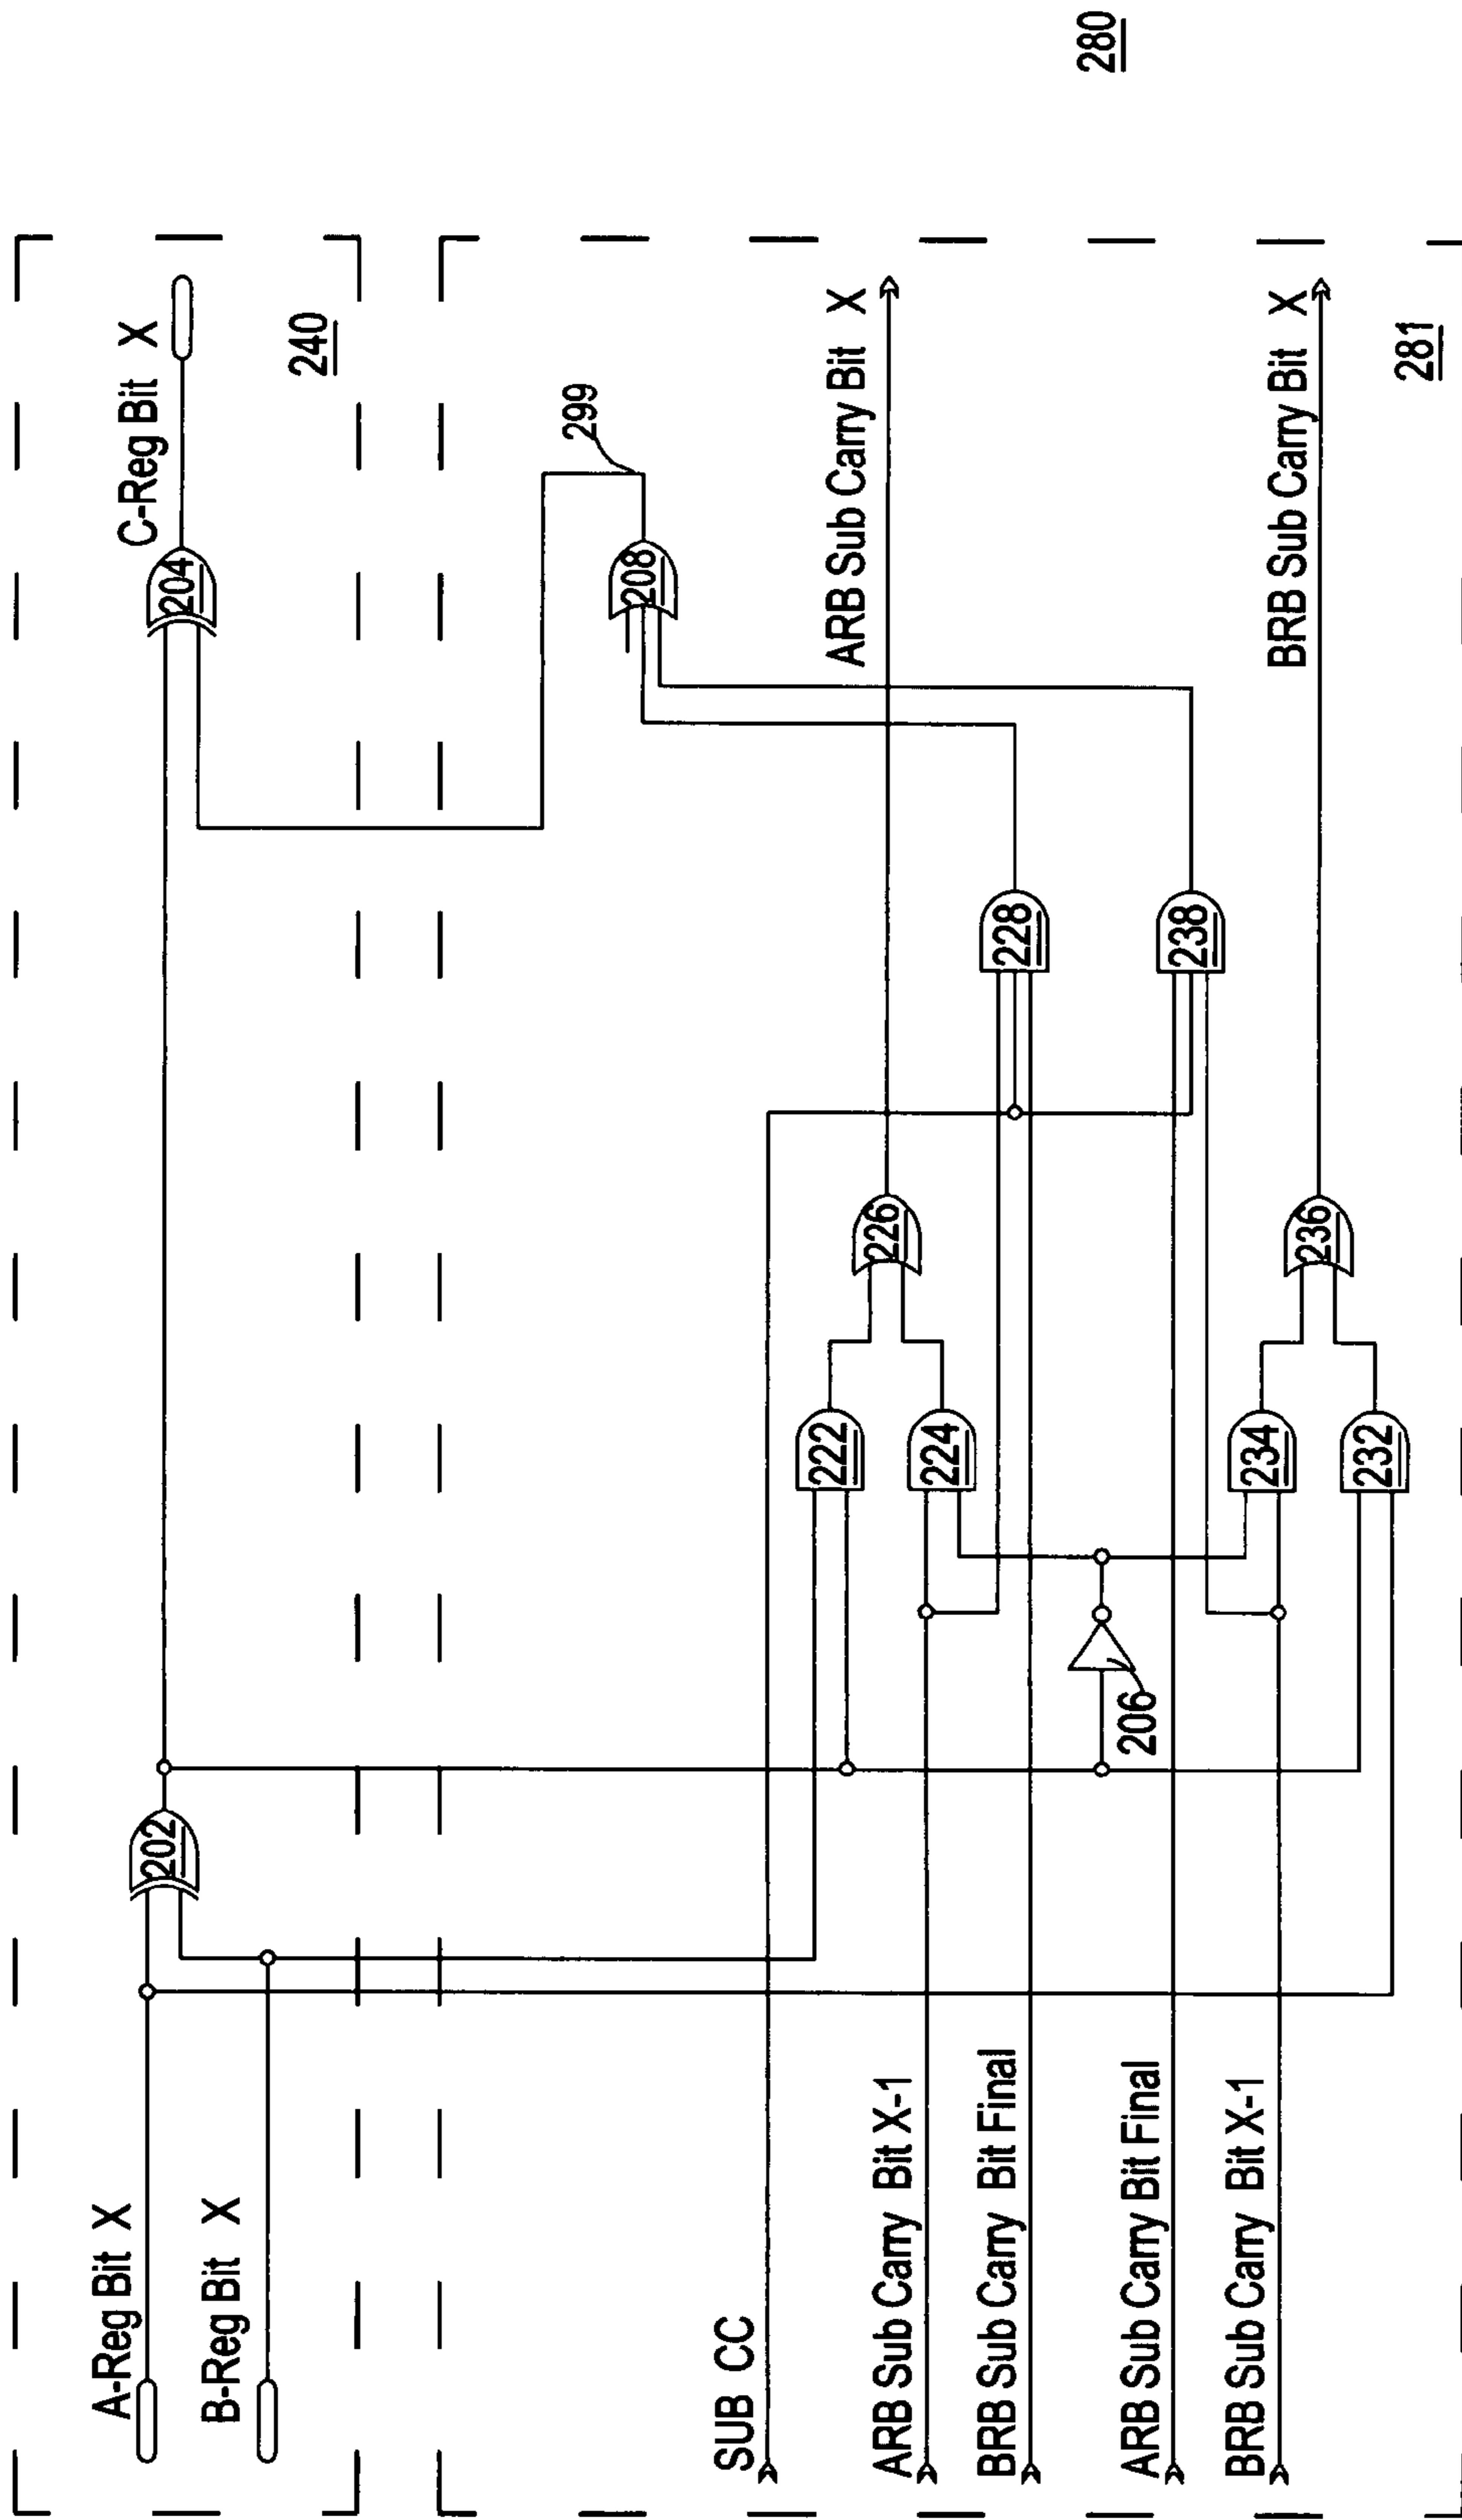 A-Reg Bit X
B-Reg Bit X
202
204
C-Reg Bit X
240
299
208
SUB CC
ARB Sub Carry Bit X-1
BRB Sub Carry Bit Final
ARB Sub Carry Bit Final
BRB Sub Carry Bit X-1
206
222
224
234
232
226
236
228
238
ARB Sub Carry Bit X
BRB Sub Carry Bit X
281
280